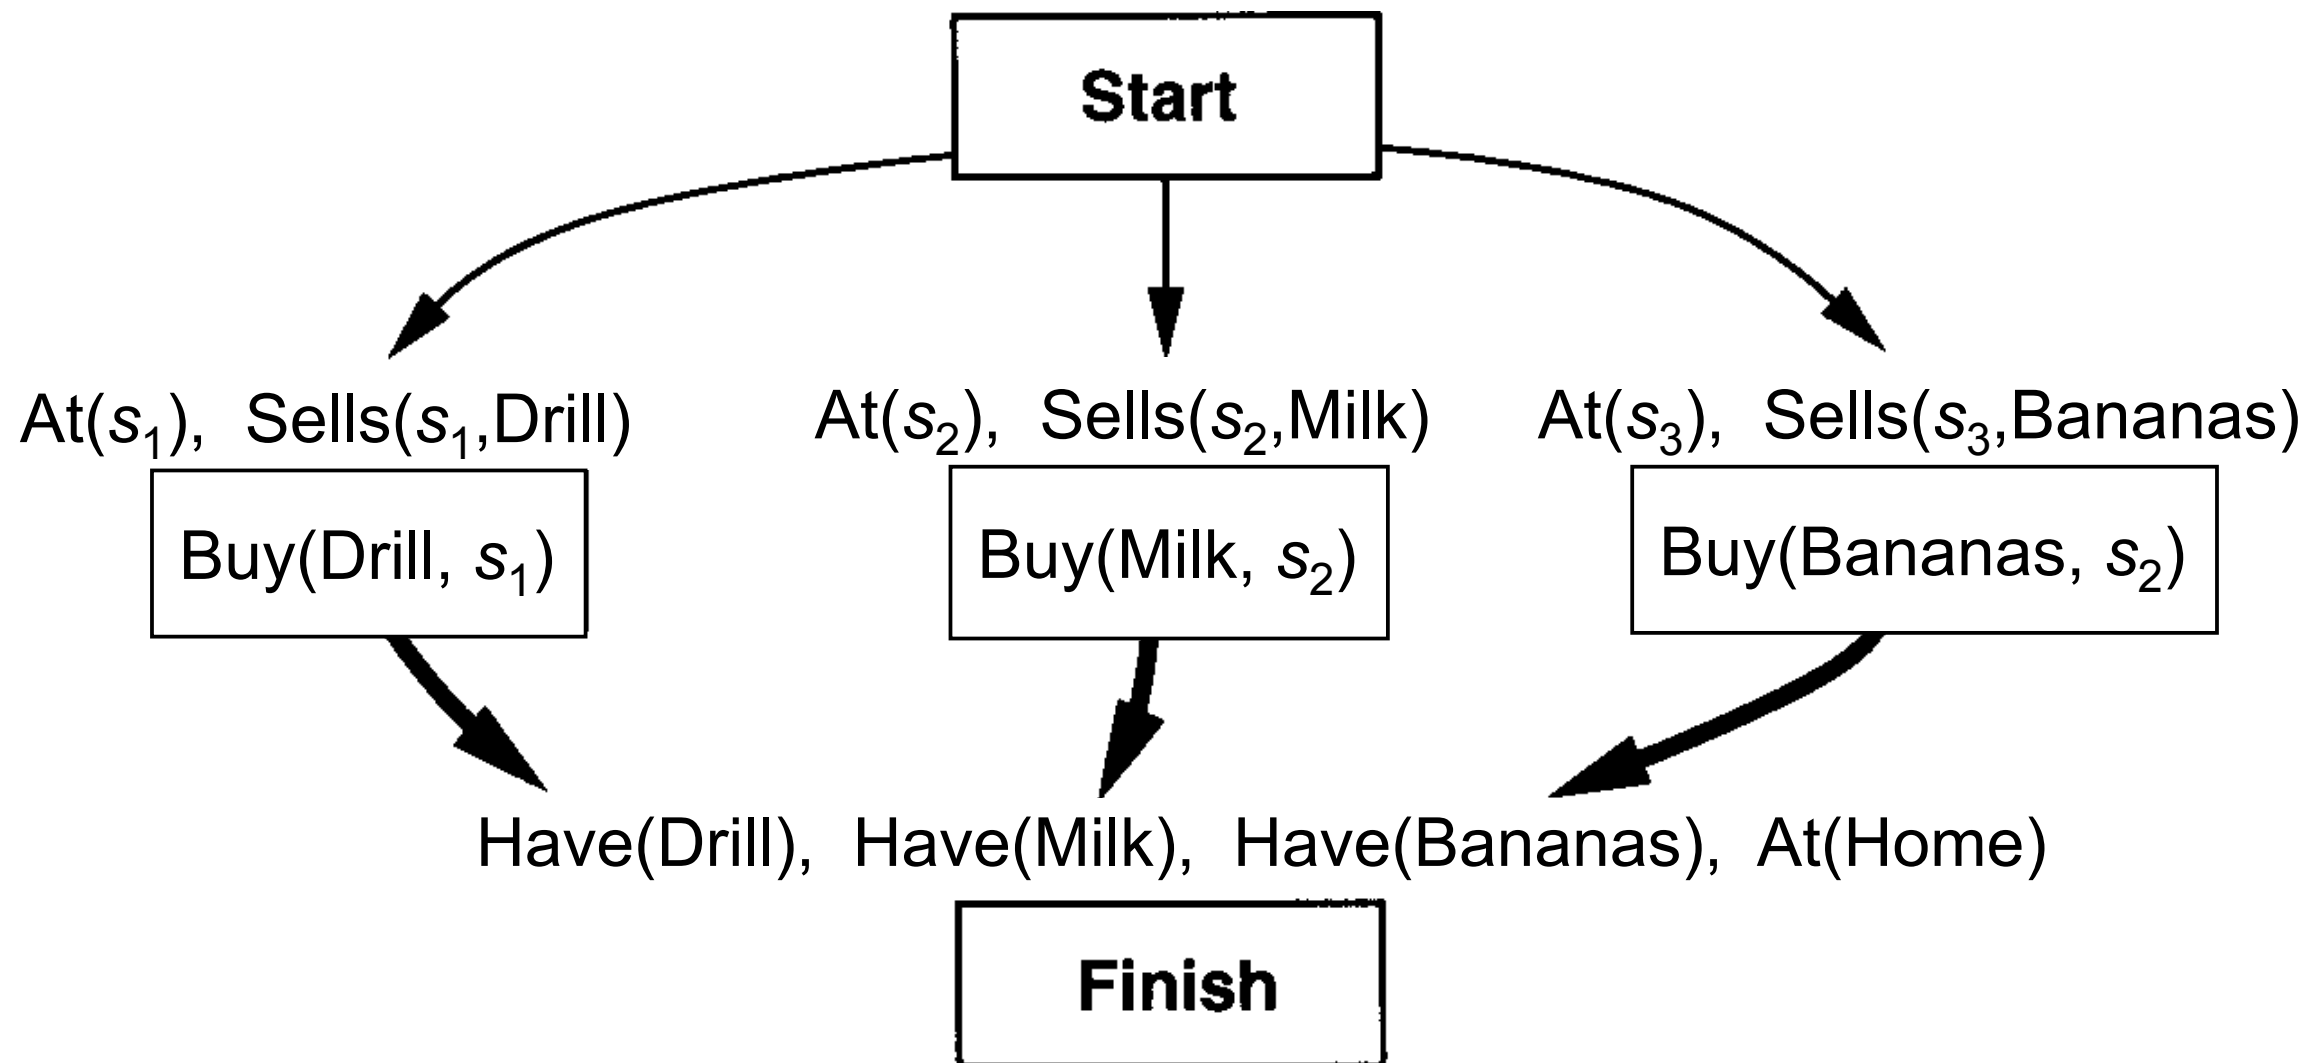 Start
At(s₁), Sells(s₁,Drill) At(s₂), Sells(s₂,Milk) At(s₃), Sells(s₃,Bananas)
Buy(Drill, s₁) Buy(Milk, s₂) Buy(Bananas, s₂)
Have(Drill), Have(Milk), Have(Bananas), At(Home)
Finish